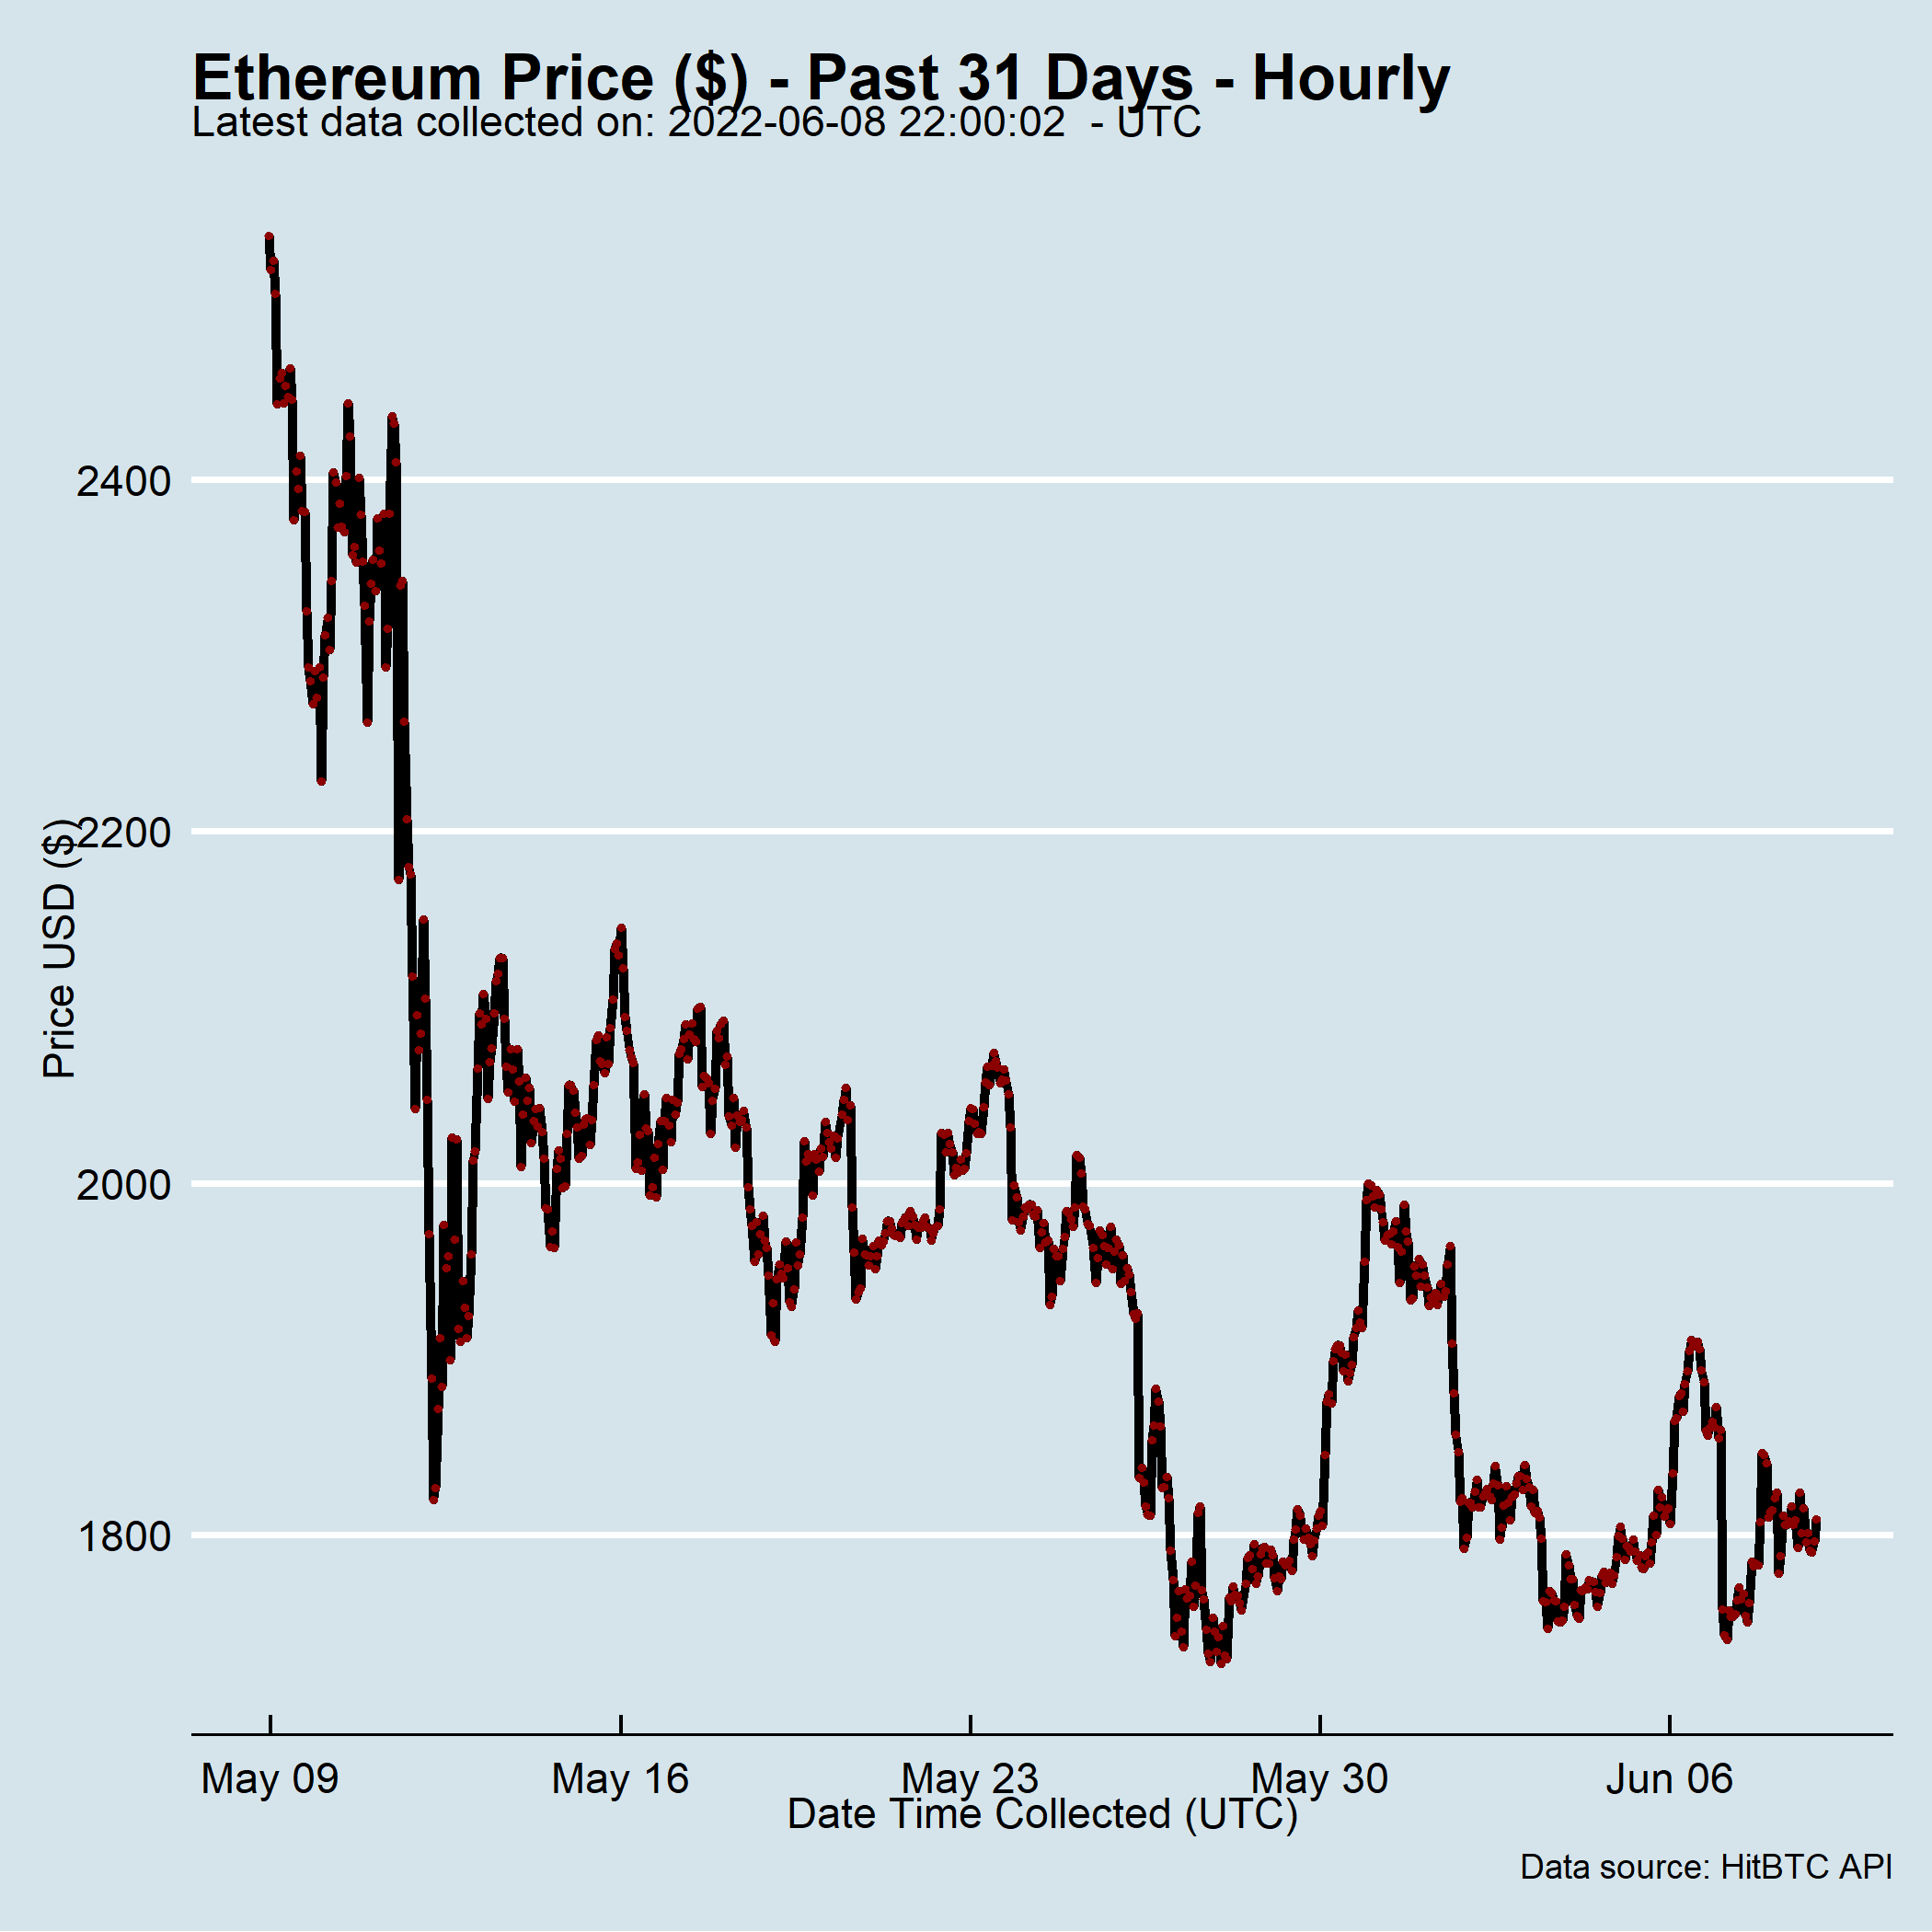 Ethereum Price ($) - Past 31 Days - Hourly
Latest data collected on: 2022-06-08 22:00:02  - UTC
2400
2200
2000
1800
Price USD ($)
May 09 May 16 May 23 May 30 Jun 06
Date Time Collected (UTC)
Data source: HitBTC API